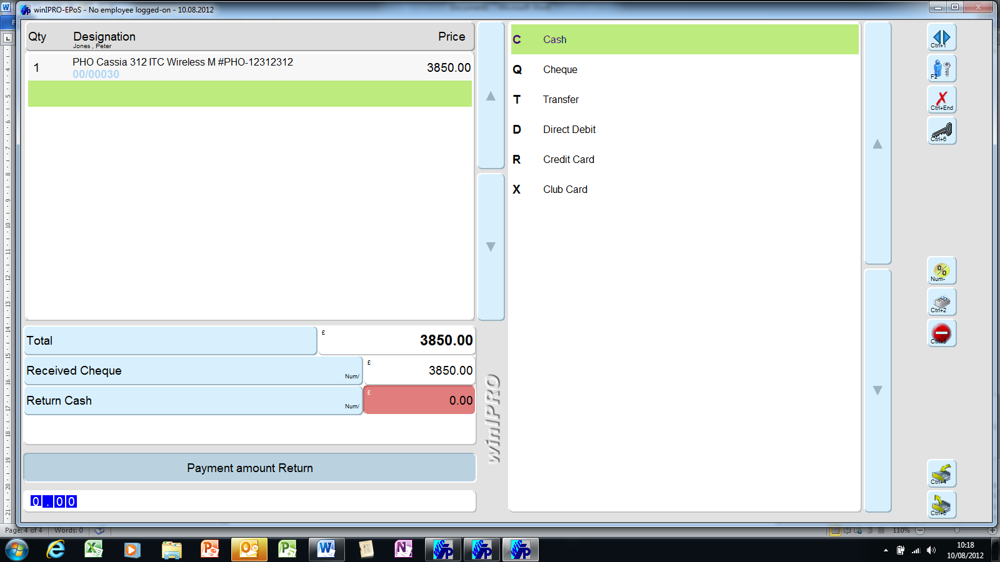 winIPRO-EPoS - No employee logged-on - 10.08.2012
Qty Designation Price
Jones , Peter
1 PHO Cassia 312 ITC Wireless M #PHO-12312312 3850.00
00/00030
Total £ 3850.00
Received Cheque Num/ £ 3850.00
Return Cash Num/ £ 0.00
Payment amount Return
0.00
winIPRO
C Cash
Q Cheque
T Transfer
D Direct Debit
R Credit Card
X Club Card
Ctrl+1
F2
Ctrl+End
Ctrl+6
Num-
Ctrl+2
Ctrl+3
Ctrl+4
Ctrl+5
Page: 4 of 4 Words: 0 110%
10:18
10/08/2012